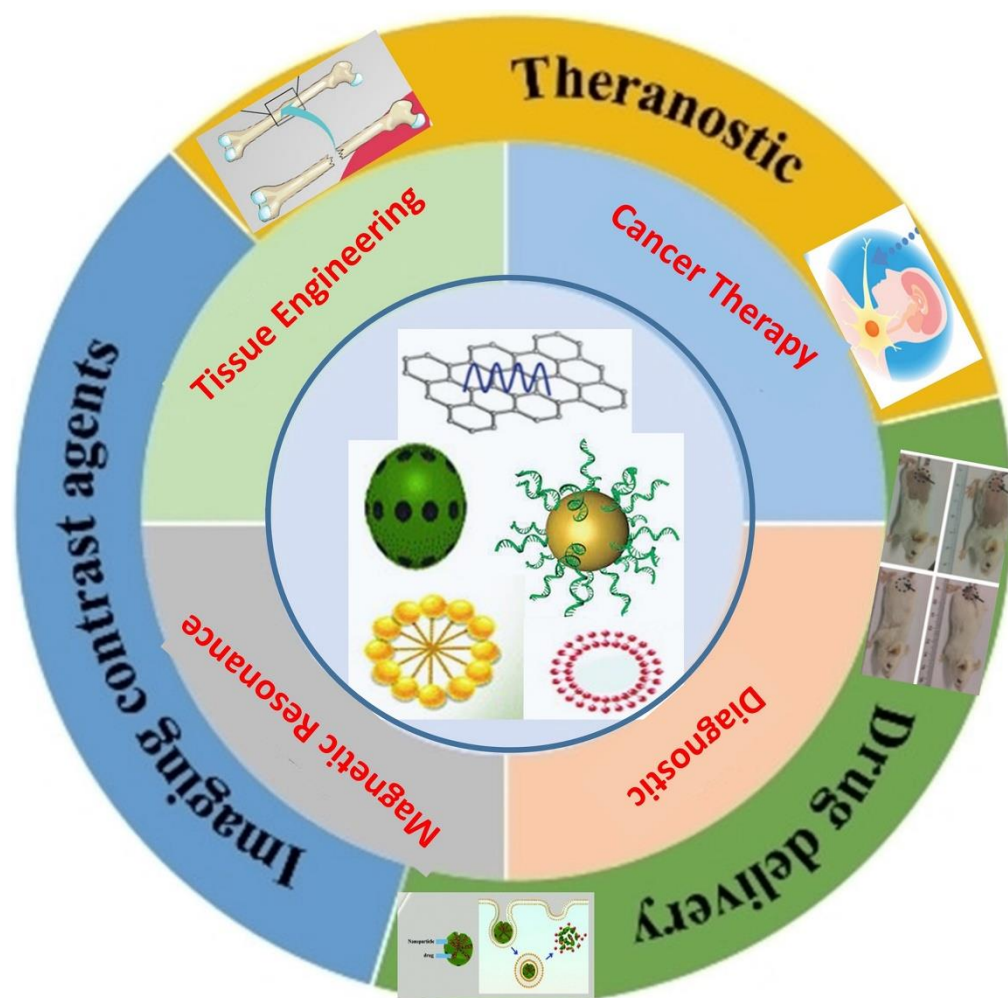 Theranostic
Tissue Engineering
Cancer Therapy
Imaging contrast agents
Magnetic Resonance
Diagnostic
Drug delivery
Nanoparticle
drug